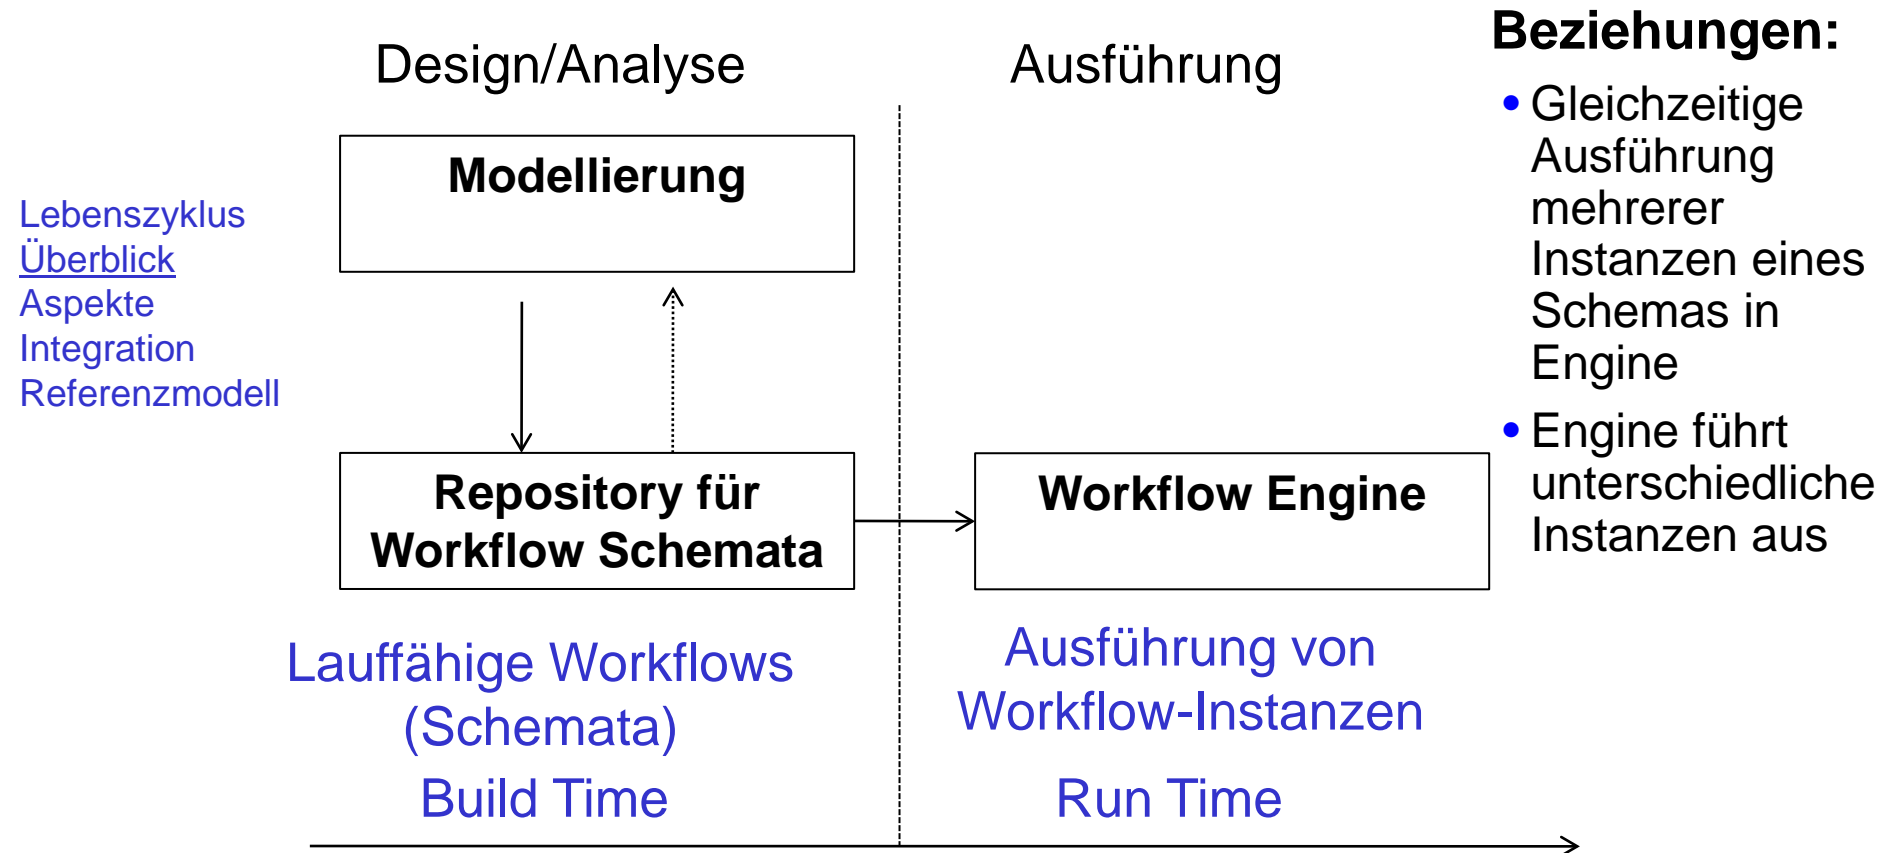 Design/Analyse
Ausführung
Lebenszyklus
Überblick
Aspekte
Integration
Referenzmodell
Modellierung
Repository für
Workflow Schemata
Workflow Engine
Lauffähige Workflows
(Schemata)
Build Time
Ausführung von
Workflow-Instanzen
Run Time
Beziehungen:
• Gleichzeitige
Ausführung
mehrerer
Instanzen eines
Schemas in
Engine
• Engine führt
unterschiedliche
Instanzen aus